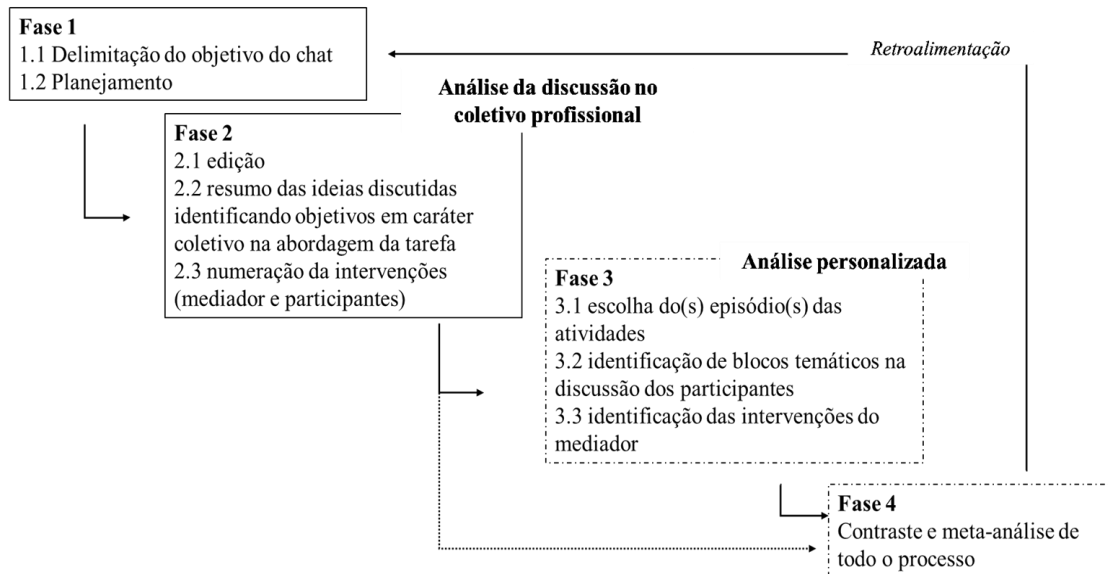 Fase 1
1.1 Delimitação do objetivo do chat
1.2 Planejamento
Retroalimentação
Análise da discussão no
coletivo profissional
Fase 2
2.1 edição
2.2 resumo das ideias discutidas
identificando objetivos em caráter
coletivo na abordagem da tarefa
2.3 numeração da intervenções
(mediador e participantes)
Análise personalizada
Fase 3
3.1 escolha do(s) episódio(s) das
atividades
3.2 identificação de blocos temáticos na
discussão dos participantes
3.3 identificação das intervenções do
mediador
Fase 4
Contraste e meta-análise de
todo o processo